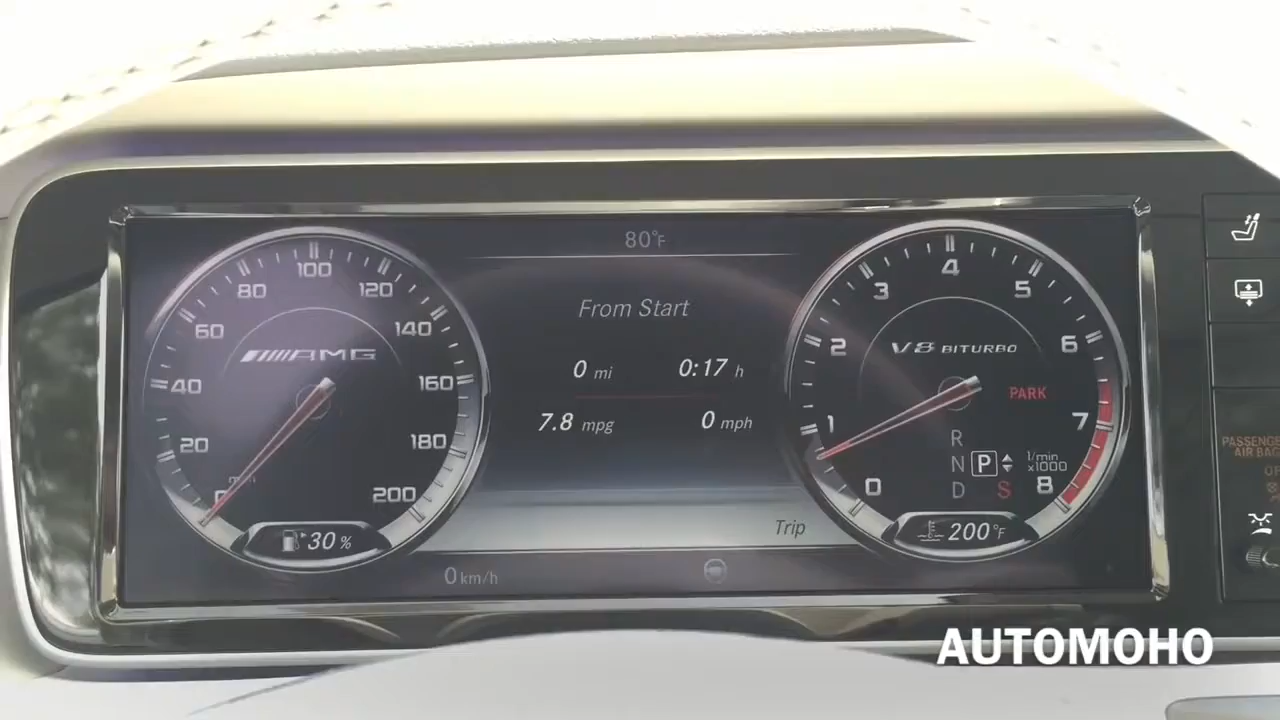 80°F
From Start
0 mi
0:17 h
7.8 mpg
0 mph
Trip
0 km/h
AMG
0
20
40
60
80
100
120
140
160
180
200
30 %
V8 BITURBO
0
1
2
3
4
5
6
7
8
PARK
R
N P
D S
1/min
x1000
200°F
AUTOMOHO